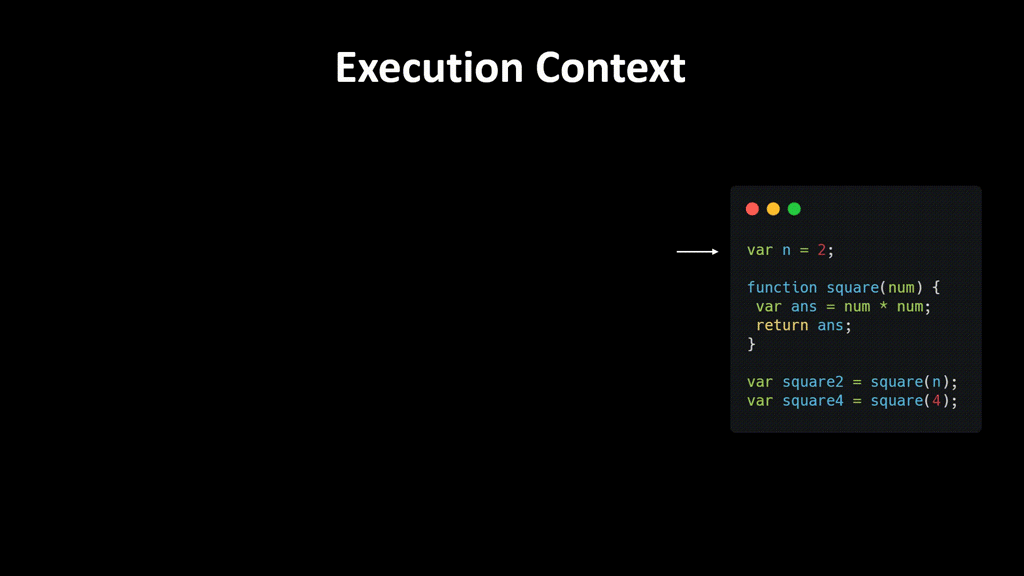 Execution Context
var n = 2;
function square(num) {
var ans = num * num;
return ans;
}
var square2 = square(n);
var square4 = square(4);